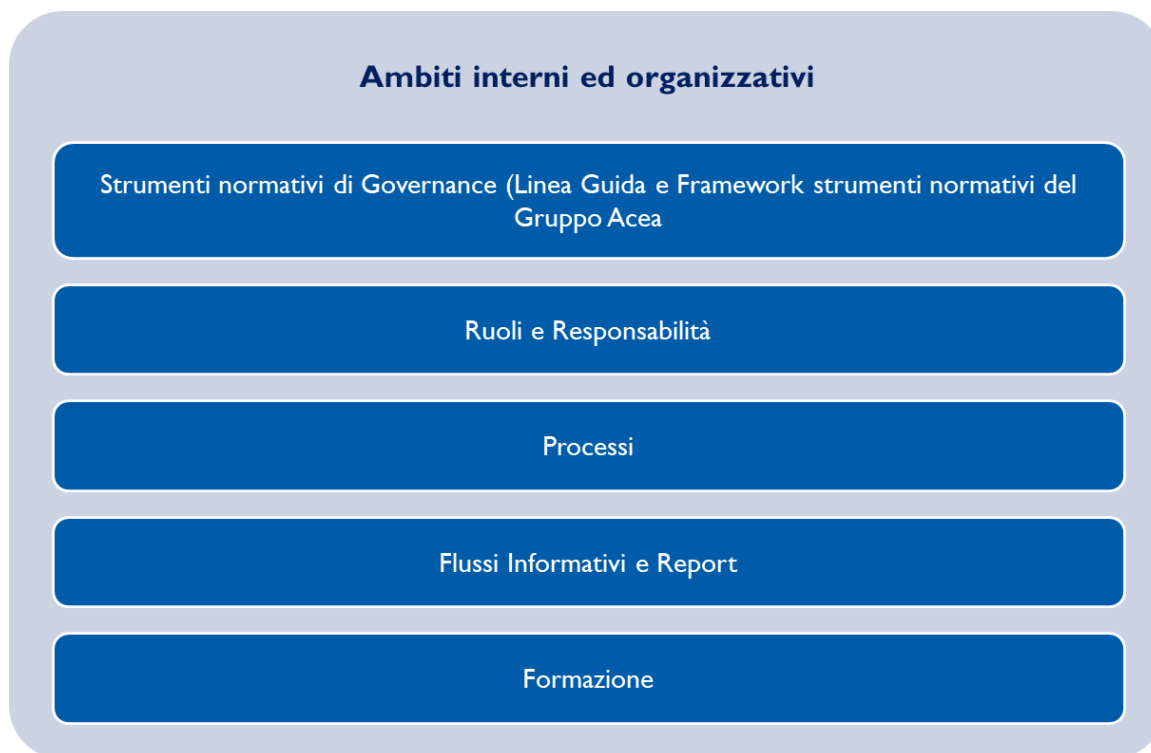 Ambiti interni ed organizzativi
Strumenti normativi di Governance (Linea Guida e Framework strumenti normativi del
Gruppo Acea
Ruoli e Responsabilità
Processi
Flussi Informativi e Report
Formazione